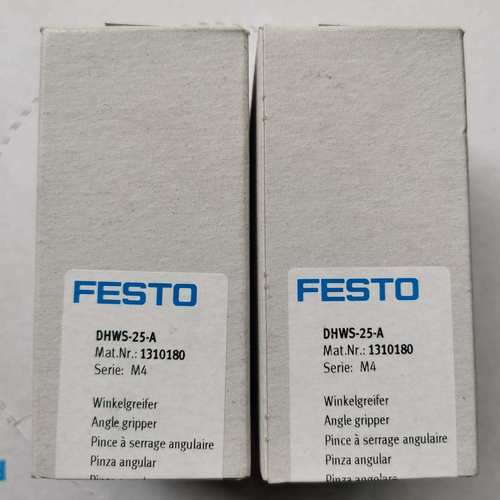 FESTO
DHWS-25-A
Mat.Nr.: 1310180
Serie: M4
Winkelgreifer
Angle gripper
Pince à serrage angulaire
Pinza angular
FESTO
DHWS-25-A
Mat.Nr.: 1310180
Serie: M4
Winkelgreifer
Angle gripper
Pince à serrage angulaire
Pinza angular